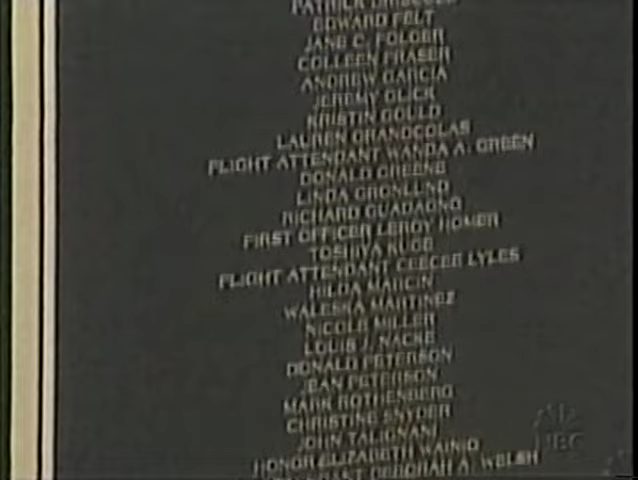 PATRICK DRISCOLL
EDWARD FELT
JANE C. FOLGER
COLLEEN FRASER
ANDREW GARCIA
JEREMY GLICK
KRISTIN GOULD
LAUREN GRANDCOLAS
FLIGHT ATTENDANT WANDA A. GREEN
DONALD GREENE
LINDA GRONLUND
RICHARD GUADAGNO
FIRST OFFICER LEROY HOMER
TOSHIYA KUGE
FLIGHT ATTENDANT CEECEE LYLES
HILDA MARCIN
WALESKA MARTINEZ
NICOLE MILLER
LOUIS J. NACKE
DONALD PETERSON
JEAN PETERSON
MARK ROTHENBERG
CHRISTINE SNYDER
JOHN TALIGNANI
HONOR ELIZABETH WAINIO
DEBORAH A. WELSH
NBC